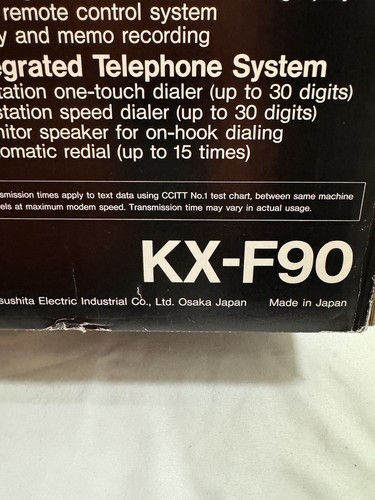 remote control system
and memo recording
egrated Telephone System
tation one-touch dialer (up to 30 digits)
station speed dialer (up to 30 digits)
nitor speaker for on-hook dialing
tomatic redial (up to 15 times)
smission times apply to text data using CCITT No.1 test chart, between same machine
els at maximum modem speed. Transmission time may vary in actual usage.
KX-F90
sushita Electric Industrial Co., Ltd. Osaka Japan Made in Japan